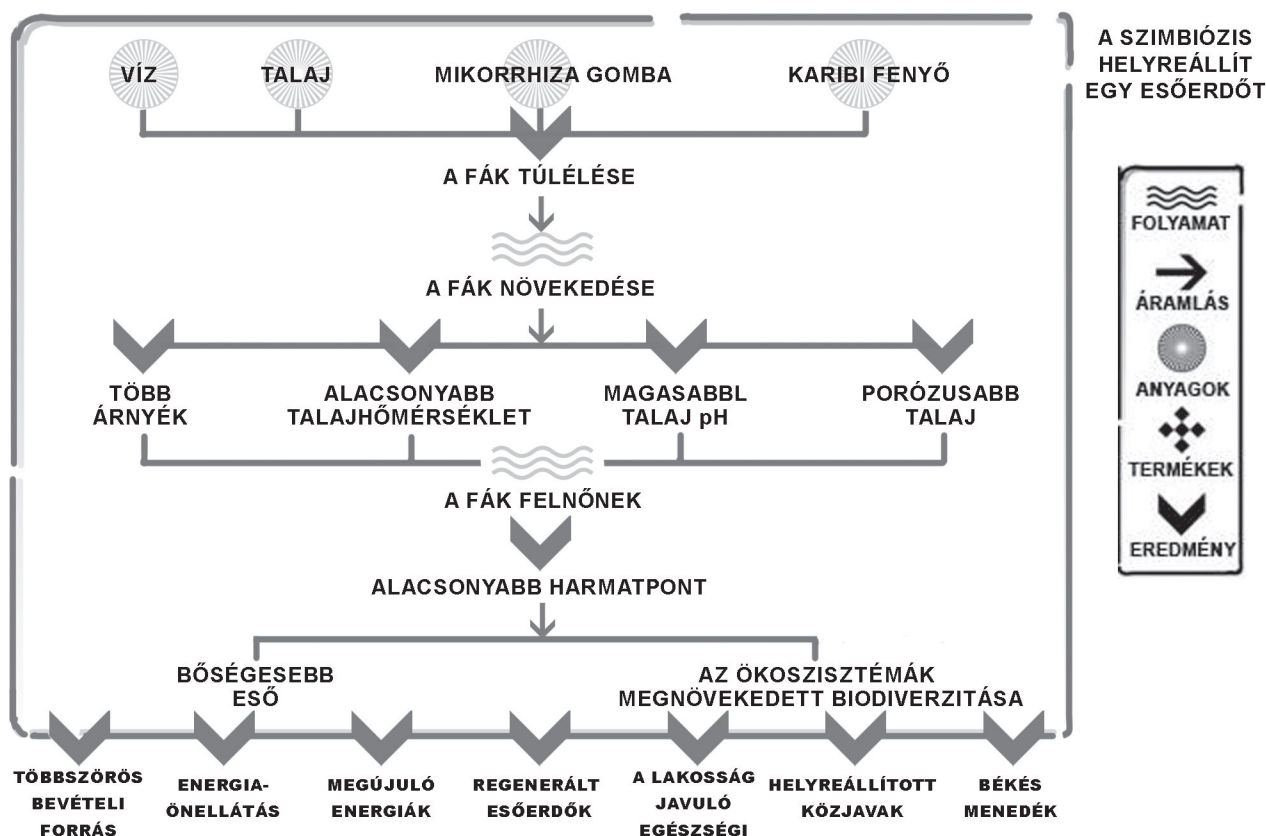 A SZIMBIÓZIS
HELYREÁLLÍT
EGY ESŐERDŐT
VÍZ
TALAJ
MIKORRHIZA GOMBA
KARIBI FENYŐ
A FÁK TÚLÉLÉSE
A FÁK NÖVEKEDÉSE
TÖBB
ÁRNYÉK
ALACSONYABB
TALAJHŐMÉRSÉKLET
MAGASABBL
TALAJ pH
PORÓZUSABB
TALAJ
A FÁK FELNŐNEK
ALACSONYABB HARMATPONT
BŐSÉGESEBB
ESŐ
AZ ÖKOSZISZTÉMÁK
MEGNÖVEKEDETT BIODIVERZITÁSA
TÖBBSZÖRÖS
BEVÉTELI
FORRÁS
ENERGIA-
ÖNELLÁTÁS
MEGÚJULÓ
ENERGIÁK
REGENERÁLT
ESŐERDŐK
A LAKOSSÁG
JAVULÓ
EGÉSZSÉGI
HELYREÁLLÍTOTT
KÖZJAVAK
BÉKÉS
MENEDÉK
FOLYAMAT
ÁRAMLÁS
ANYAGOK
TERMÉKEK
EREDMÉNY